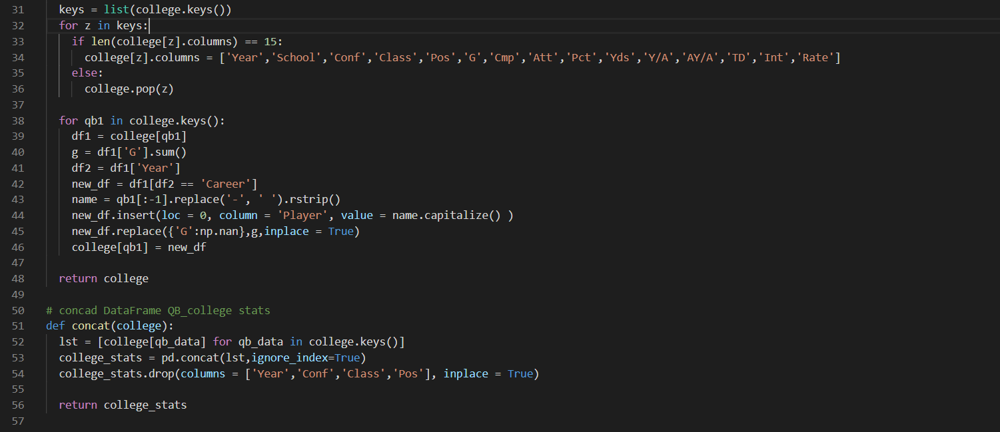 31 keys = list(college.keys())
32 for z in keys:
33 if len(college[z].columns) == 15:
34 college[z].columns = ['Year','School','Conf','Class','Pos','G','Cmp','Att','Pct','Yds','Y/A','AY/A','TD','Int','Rate']
35 else:
36 college.pop(z)
37
38 for qb1 in college.keys():
39 df1 = college[qb1]
40 g = df1['G'].sum()
41 df2 = df1['Year']
42 new_df = df1[df2 == 'Career']
43 name = qb1[:-1].replace('-', ' ').rstrip()
44 new_df.insert(loc = 0, column = 'Player', value = name.capitalize() )
45 new_df.replace({'G':np.nan},g,inplace = True)
46 college[qb1] = new_df
47
48 return college
49
50 # concad DataFrame QB_college stats
51 def concat(college):
52 lst = [college[qb_data] for qb_data in college.keys()]
53 college_stats = pd.concat(lst,ignore_index=True)
54 college_stats.drop(columns = ['Year','Conf','Class','Pos'], inplace = True)
55
56 return college_stats
57